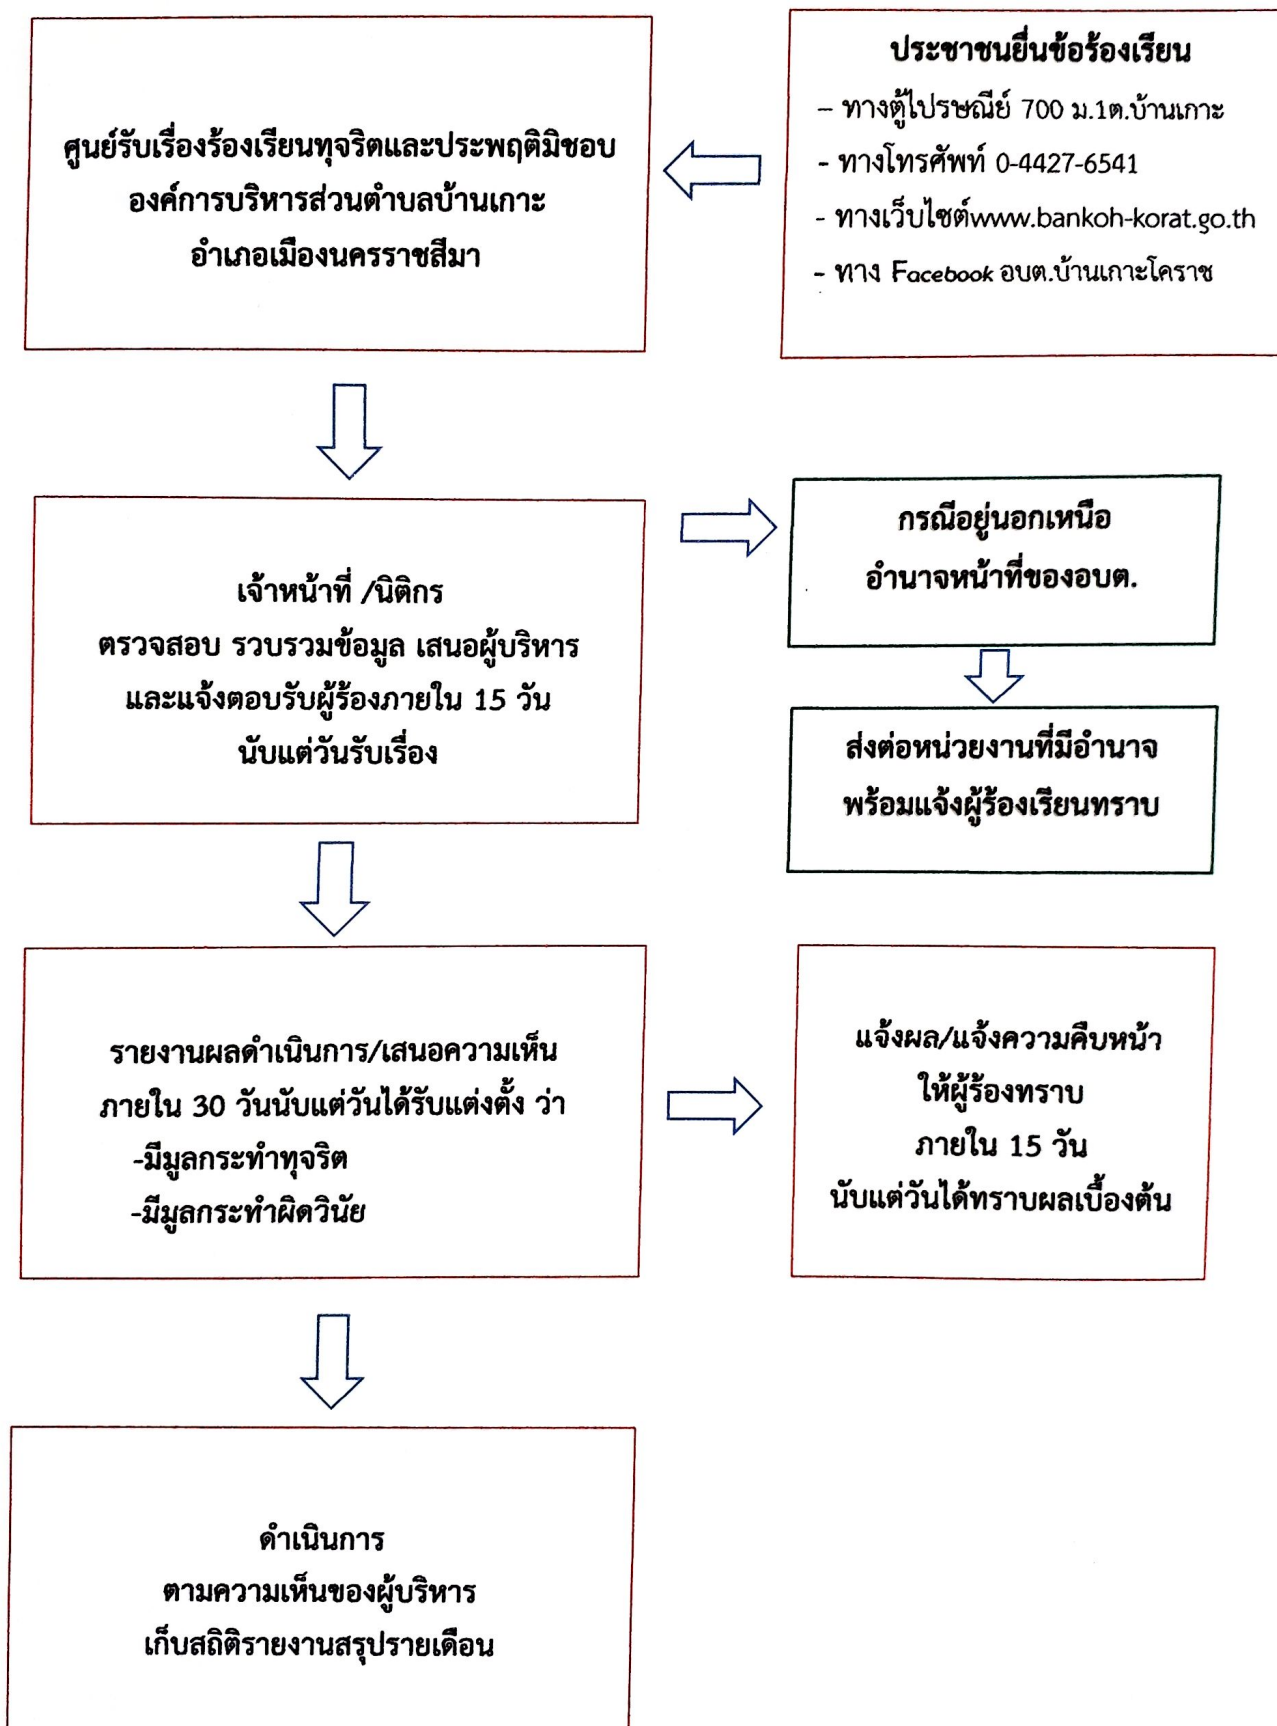 ประชาชนยื่นข้อร้องเรียน
– ทางตู้ไปรษณีย์ 700 ม.1ต.บ้านเกาะ
- ทางโทรศัพท์ 0-4427-6541
- ทางเว็บไซต์www.bankoh-korat.go.th
- ทาง Facebook อบต.บ้านเกาะโคราช
ศูนย์รับเรื่องร้องเรียนทุจริตและประพฤติมิชอบ
องค์การบริหารส่วนตำบลบ้านเกาะ
อำเภอเมืองนครราชสีมา
เจ้าหน้าที่ /นิติกร
ตรวจสอบ รวบรวมข้อมูล เสนอผู้บริหาร
และแจ้งตอบรับผู้ร้องภายใน 15 วัน
นับแต่วันรับเรื่อง
กรณีอยู่นอกเหนือ
อำนาจหน้าที่ของอบต.
ส่งต่อหน่วยงานที่มีอำนาจ
พร้อมแจ้งผู้ร้องเรียนทราบ
รายงานผลดำเนินการ/เสนอความเห็น
ภายใน 30 วันนับแต่วันได้รับแต่งตั้ง ว่า
-มีมูลกระทำทุจริต
-มีมูลกระทำผิดวินัย
แจ้งผล/แจ้งความคืบหน้า
ให้ผู้ร้องทราบ
ภายใน 15 วัน
นับแต่วันได้ทราบผลเบื้องต้น
ดำเนินการ
ตามความเห็นของผู้บริหาร
เก็บสถิติรายงานสรุปรายเดือน